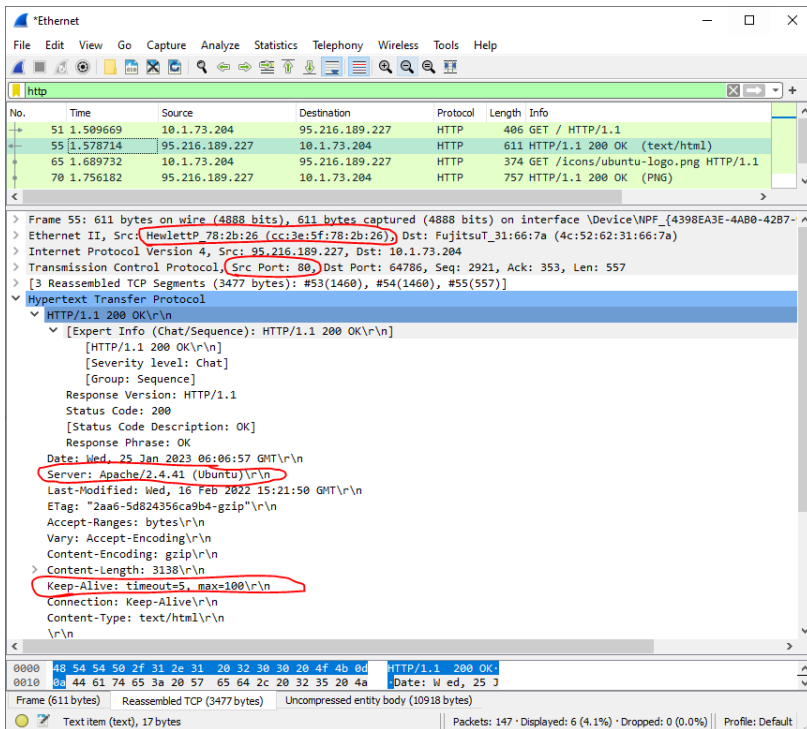 *Ethernet
File Edit View Go Capture Analyze Statistics Telephony Wireless Tools Help
http
No. Time Source Destination Protocol Length Info
51 1.509669 10.1.73.204 95.216.189.227 HTTP 406 GET / HTTP/1.1
55 1.578714 95.216.189.227 10.1.73.204 HTTP 611 HTTP/1.1 200 OK (text/html)
65 1.689732 10.1.73.204 95.216.189.227 HTTP 374 GET /icons/ubuntu-logo.png HTTP/1.1
70 1.756182 95.216.189.227 10.1.73.204 HTTP 757 HTTP/1.1 200 OK (PNG)
Frame 55: 611 bytes on wire (4888 bits), 611 bytes captured (4888 bits) on interface \Device\NPF_{4398EA3E-4AB0-42B7-
Ethernet II, Src: HewlettP_78:2b:26 (cc:3e:5f:78:2b:26), Dst: FujitsuT_31:66:7a (4c:52:62:31:66:7a)
Internet Protocol Version 4, Src: 95.216.189.227, Dst: 10.1.73.204
Transmission Control Protocol, Src Port: 80, Dst Port: 64786, Seq: 2921, Ack: 353, Len: 557
[3 Reassembled TCP Segments (3477 bytes): #53(1460), #54(1460), #55(557)]
Hypertext Transfer Protocol
HTTP/1.1 200 OK\r\n
[Expert Info (Chat/Sequence): HTTP/1.1 200 OK\r\n]
[HTTP/1.1 200 OK\r\n]
[Severity level: Chat]
[Group: Sequence]
Response Version: HTTP/1.1
Status Code: 200
[Status Code Description: OK]
Response Phrase: OK
Date: Wed, 25 Jan 2023 06:06:57 GMT\r\n
Server: Apache/2.4.41 (Ubuntu)\r\n
Last-Modified: Wed, 16 Feb 2022 15:21:50 GMT\r\n
ETag: "2aa6-5d824356ca9b4-gzip"\r\n
Accept-Ranges: bytes\r\n
Vary: Accept-Encoding\r\n
Content-Encoding: gzip\r\n
Content-Length: 3138\r\n
Keep-Alive: timeout=5, max=100\r\n
Connection: Keep-Alive\r\n
Content-Type: text/html\r\n
\r\n
0000 48 54 54 50 2f 31 2e 31 20 32 30 30 20 4f 4b 0d HTTP/1.1 200 OK·
0010 0a 44 61 74 65 3a 20 57 65 64 2c 20 32 35 20 4a ·Date: W ed, 25 J
Frame (611 bytes) Reassembled TCP (3477 bytes) Uncompressed entity body (10918 bytes)
Text item (text), 17 bytes Packets: 147 · Displayed: 6 (4.1%) · Dropped: 0 (0.0%) Profile: Default